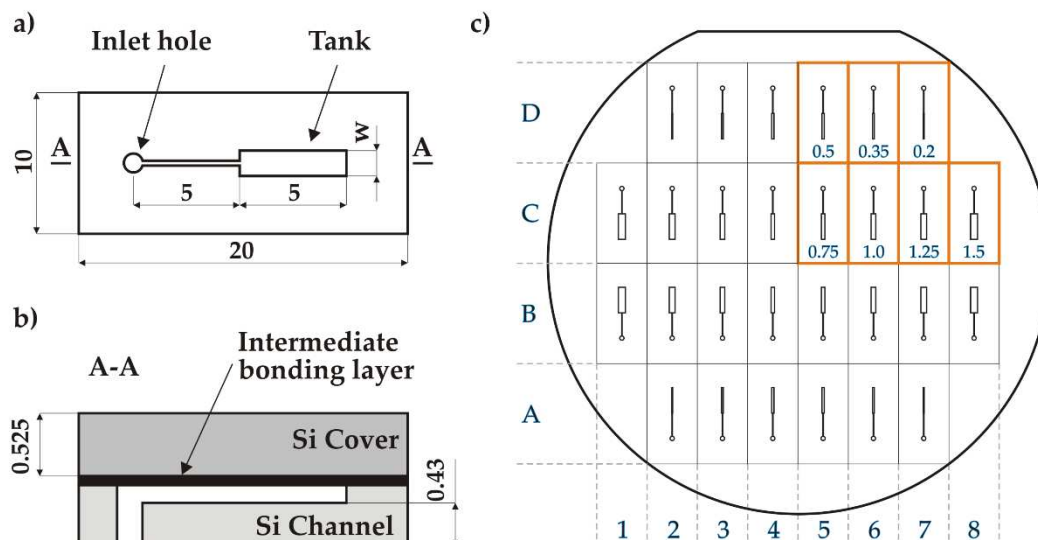 a)
Inlet hole
Tank
A
A
10
w
5
5
20
b)
A-A
Intermediate
bonding layer
0.525
Si Cover
0.43
Si Channel
c)
D
0.5
0.35
0.2
C
0.75
1.0
1.25
1.5
B
A
1
2
3
4
5
6
7
8